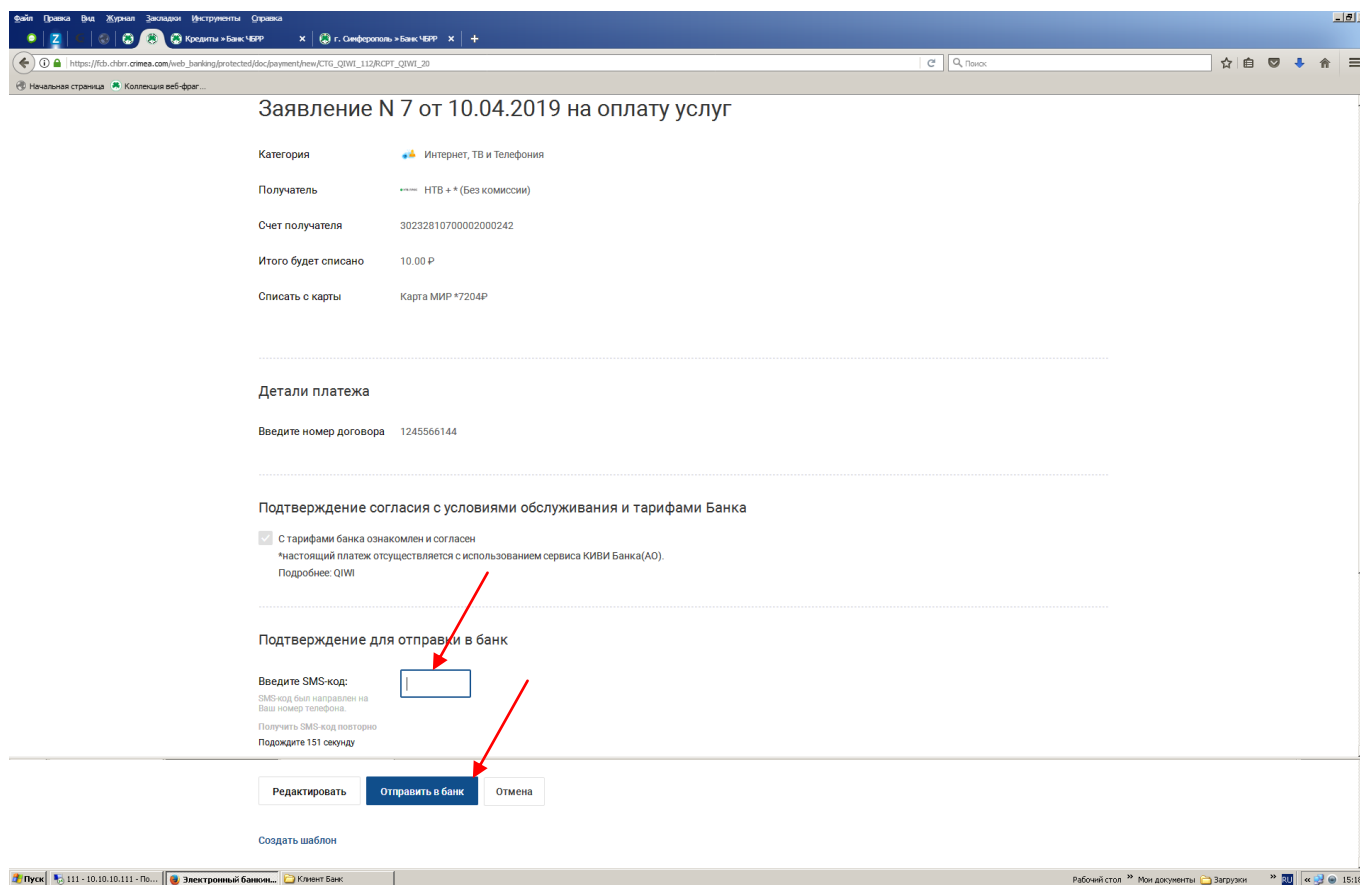 Файл Правка Вид Журнал Закладки Инструменты Справка
Z Кредиты » Банк ЧБРР × г. Симферополь » Банк ЧБРР × +
https://fcb.chbrr.crimea.com/web_banking/protected/doc/payment/new/CTG_QIWI_112/RCPT_QIWI_20 Поиск
Начальная страница Коллекция веб-фраг...
Заявление N 7 от 10.04.2019 на оплату услуг
Категория Интернет, ТВ и Телефония
Получатель НТВ + * (Без комиссии)
Счет получателя 30232810700002000242
Итого будет списано 10.00 ₽
Списать с карты Карта МИР *7204₽
Детали платежа
Введите номер договора 1245566144
Подтверждение согласия с условиями обслуживания и тарифами Банка
С тарифами банка ознакомлен и согласен
*настоящий платеж отсуществляется с использованием сервиса КИВИ Банка(АО).
Подробнее: QIWI
Подтверждение для отправки в банк
Введите SMS-код:
SMS-код был направлен на
Ваш номер телефона.
Получить SMS-код повторно
Подождите 151 секунду
Редактировать Отправить в банк Отмена
Создать шаблон
Пуск 111 - 10.10.10.111 - По... Электронный банкин... Клиент Банк Рабочий стол » Мои документы Загрузки » RU « 15:18